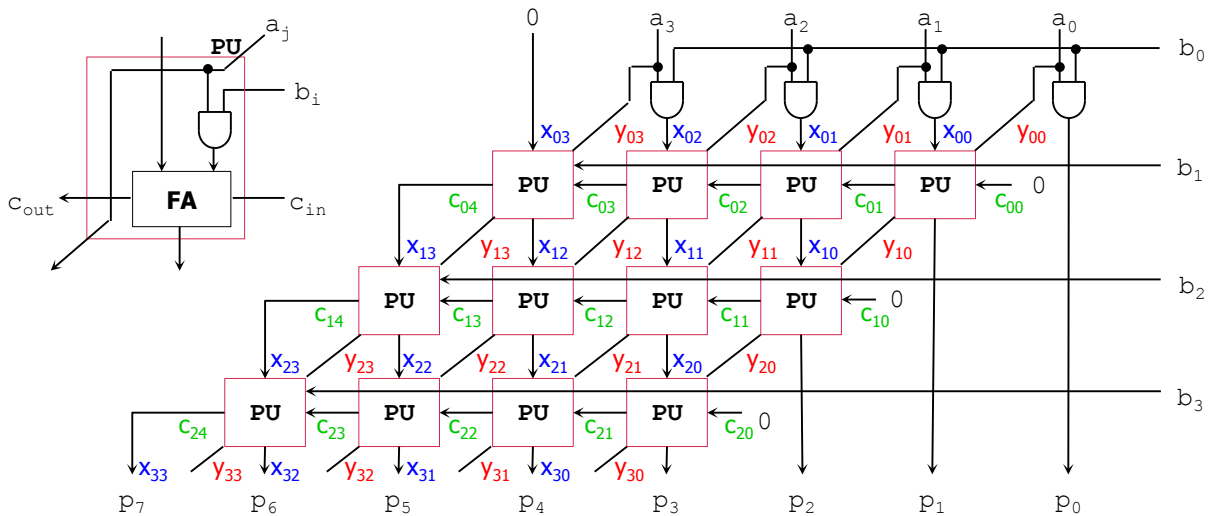 PU a_j
b_i
FA
c_out c_in
0 a_3 a_2 a_1 a_0
b_0
x_03 y_03 x_02 y_02 x_01 y_01 x_00 y_00
b_1
PU PU PU PU 0
c_04 c_03 c_02 c_01 c_00
x_13 y_13 x_12 y_12 x_11 y_11 x_10 y_10
b_2
PU PU PU PU 0
c_14 c_13 c_12 c_11 c_10
x_23 y_23 x_22 y_22 x_21 y_21 x_20 y_20
b_3
PU PU PU PU 0
c_24 c_23 c_22 c_21 c_20
x_33 y_33 x_32 y_32 x_31 y_31 x_30 y_30
p_7 p_6 p_5 p_4 p_3 p_2 p_1 p_0